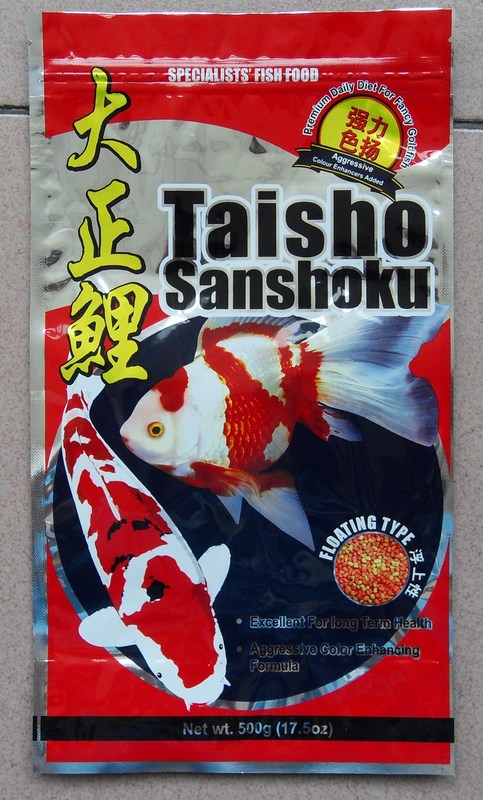 SPECIALISTS' FISH FOOD
Premium Daily Diet For Fancy Goldfish
强力
色扬
Aggressive
Colour Enhancers Added
大正鲤
Taisho
Sanshoku
FLOATING TYPE 浮上性
• Excellent For long Term Health
• Aggressive Color Enhancing
Formula
Net wt. 500g (17.5oz)